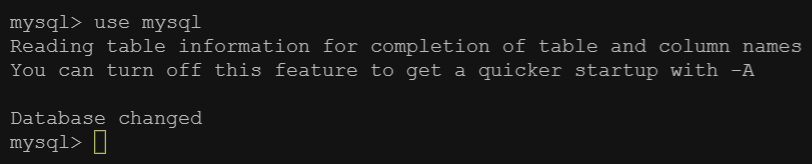 mysql> use mysql
Reading table information for completion of table and column names
You can turn off this feature to get a quicker startup with -A
Database changed
mysql>